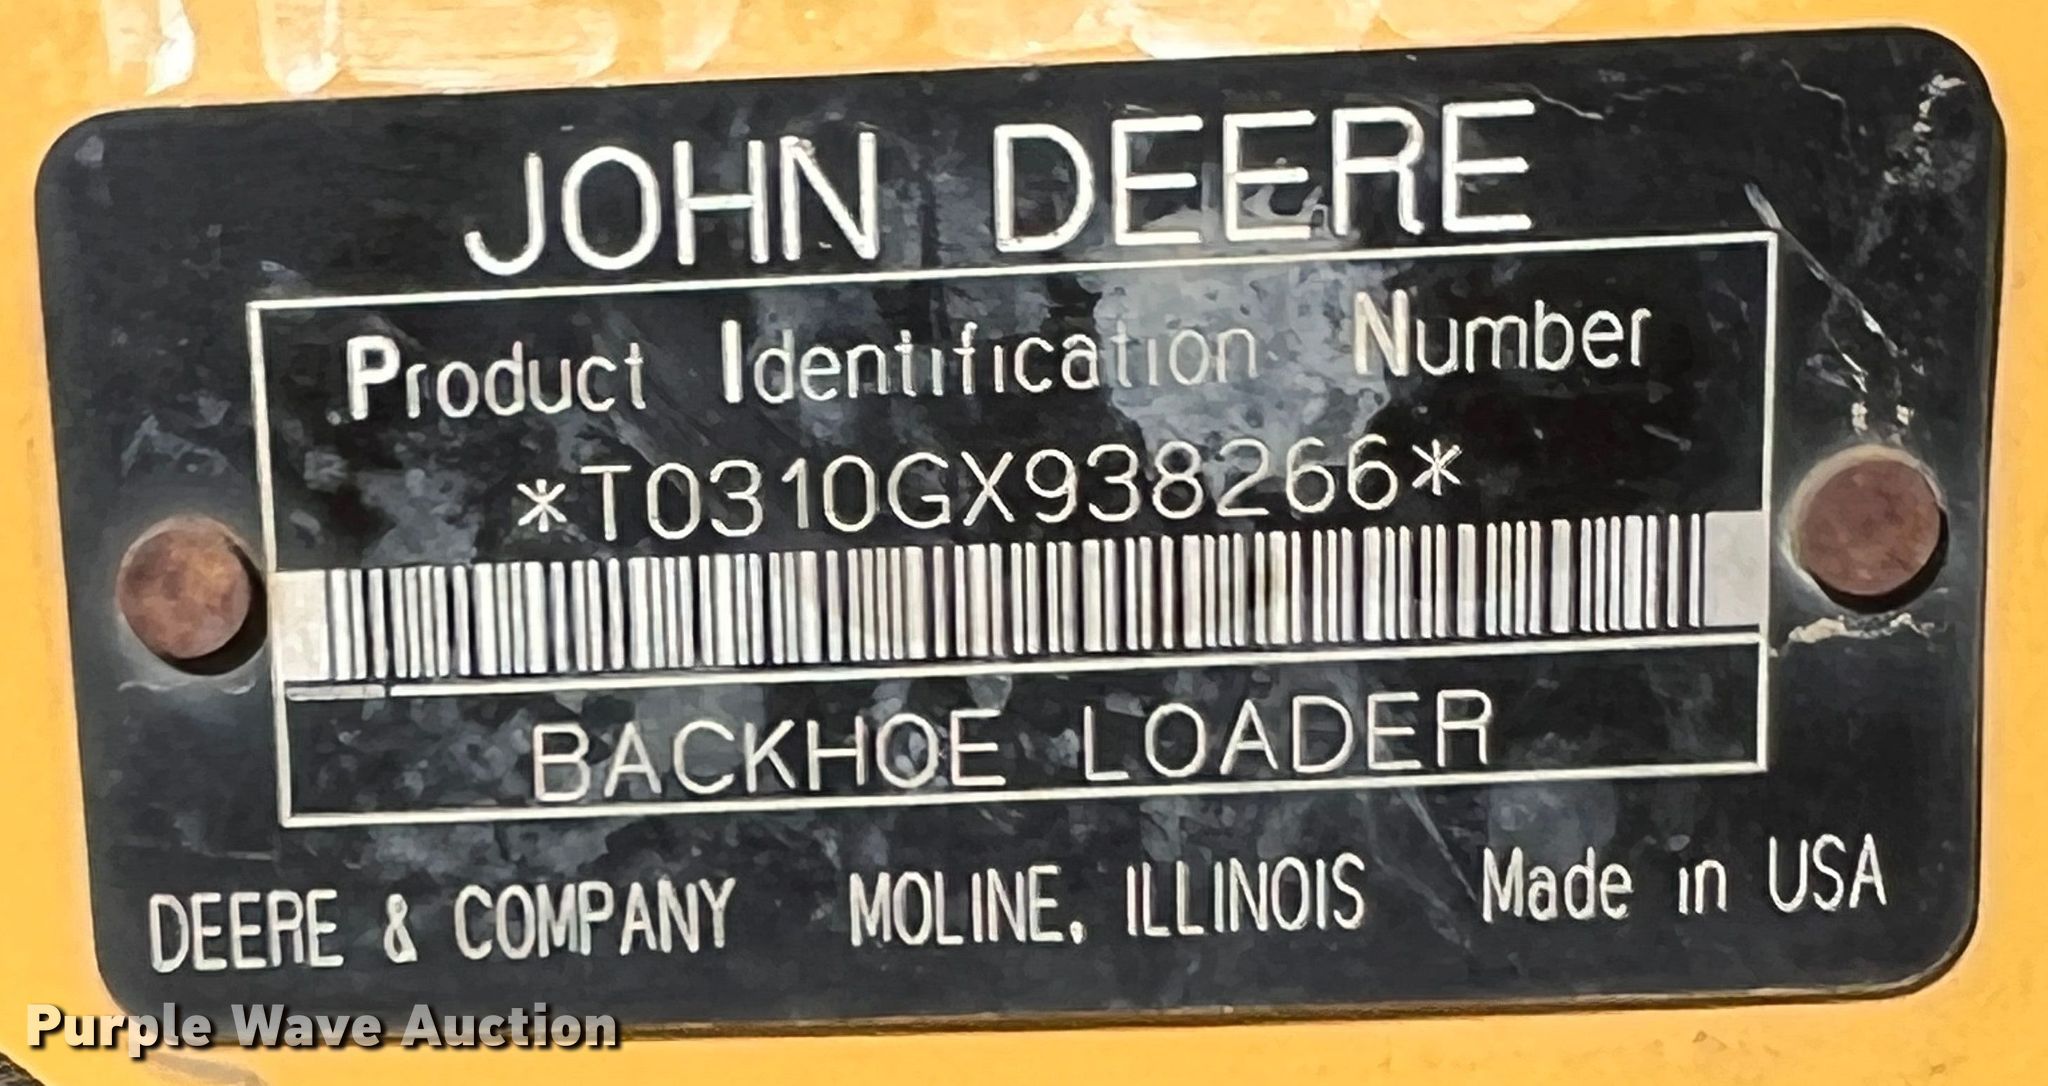 JOHN DEERE
Product Identification Number
*T0310GX938266*
BACKHOE LOADER
DEERE & COMPANY MOLINE, ILLINOIS Made in USA
Purple Wave Auction